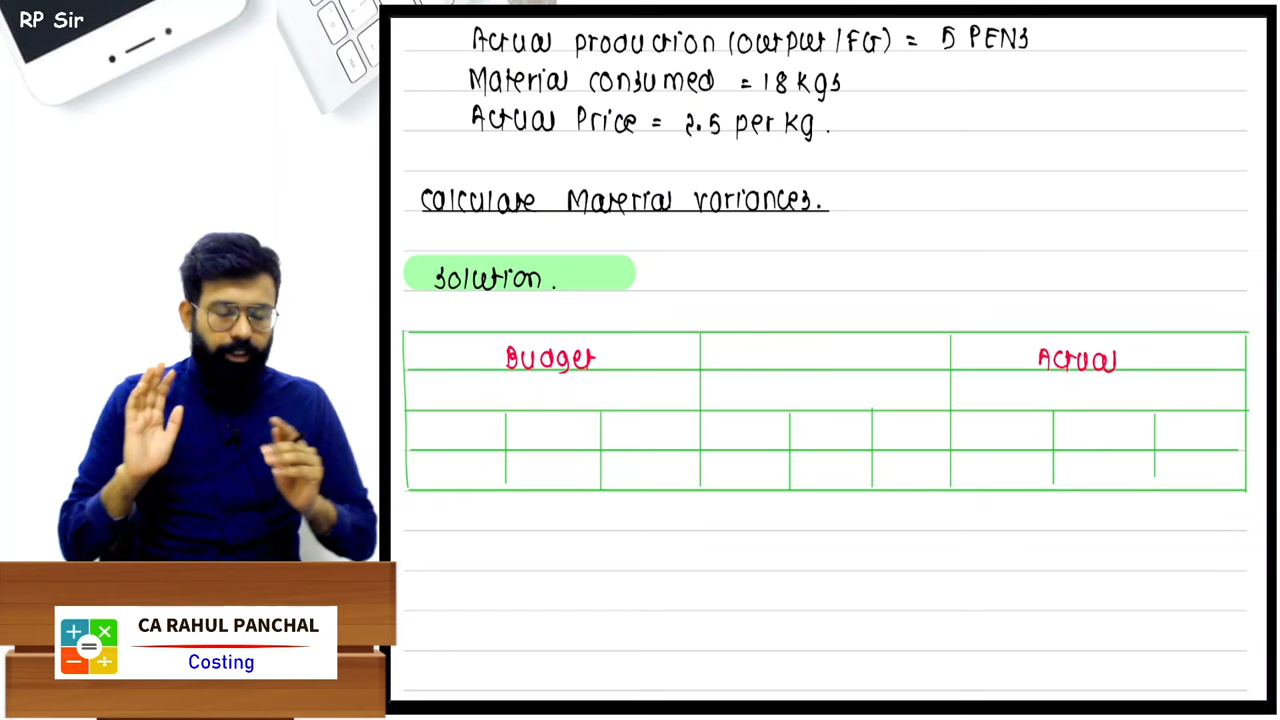 RP Sir
Actual production (output / FG) = 5 PENS
Material consumed = 18 Kgs
Actual Price = 2.5 per Kg.
Calculate Material variances.
Solution.
Budget Actual
CA RAHUL PANCHAL
Costing